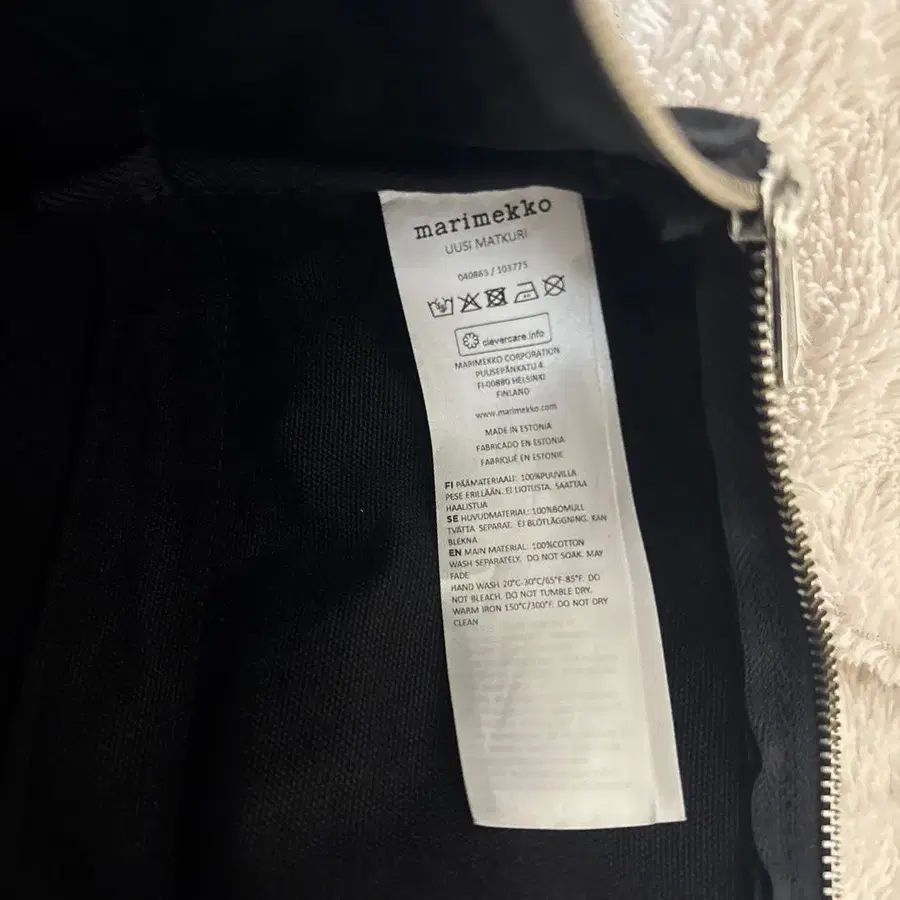 marimekko
UUSI MATKURI
040865 / 103775
clevercare.info
MARIMEKKO CORPORATION
PUUSEPÄNKATU 4
FI-00880 HELSINKI
FINLAND
www.marimekko.com
MADE IN ESTONIA
FABRICADO EN ESTONIA
FABRIQUÉ EN ESTONIE
FI PÄÄMATERIAALI: 100%PUUVILLA
PESE ERILLÄÄN. EI LIOTUSTA. SAATTAA
HAALISTUA
SE HUVUDMATERIAL: 100%BOMULL
TVÄTTA SEPARAT. EJ BLÖTLÄGGNING. KAN
BLEKNA
EN MAIN MATERIAL: 100%COTTON
WASH SEPARATELY. DO NOT SOAK. MAY
FADE
HAND WASH 20°C-30°C/65°F-85°F. DO
NOT BLEACH. DO NOT TUMBLE DRY.
WARM IRON 150°C/300°F. DO NOT DRY
CLEAN